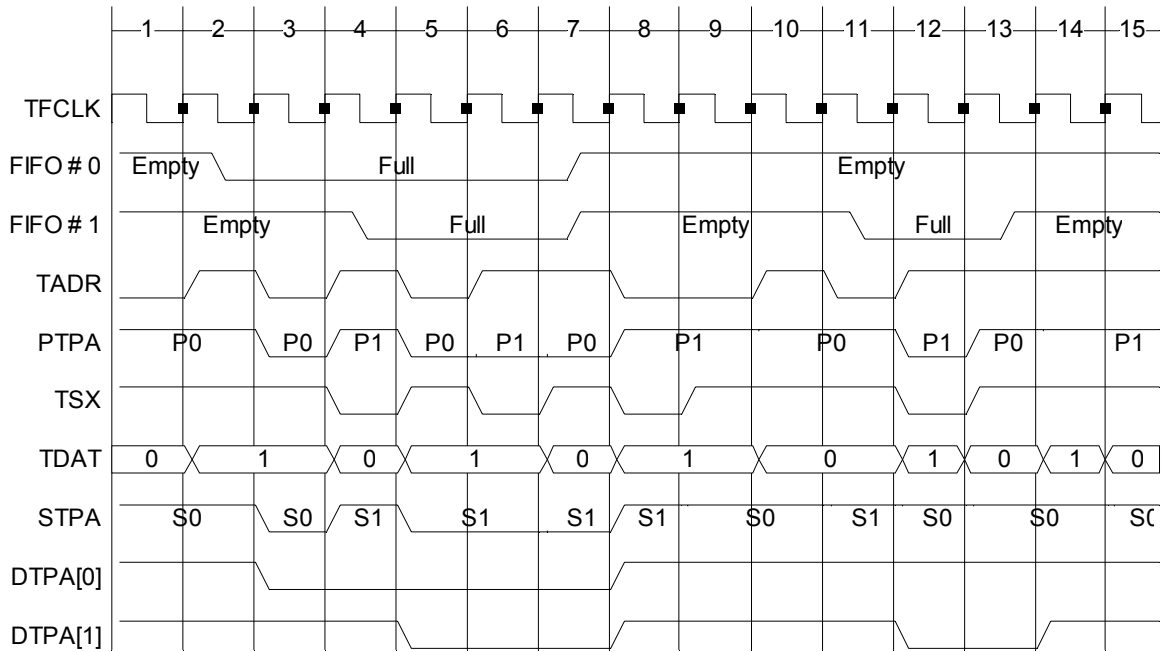 1 2 3 4 5 6 7 8 9 10 11 12 13 14 15
TFCLK
FIFO # 0 Empty Full Empty
FIFO # 1 Empty Full Empty Full Empty
TADR
PTPA P0 P0 P1 P0 P1 P0 P1 P0 P1 P0 P1
TSX
TDAT 0 1 0 1 0 1 0 1 0 1 0
STPA S0 S0 S1 S1 S1 S1 S0 S1 S0 S0
DTPA[0]
DTPA[1]